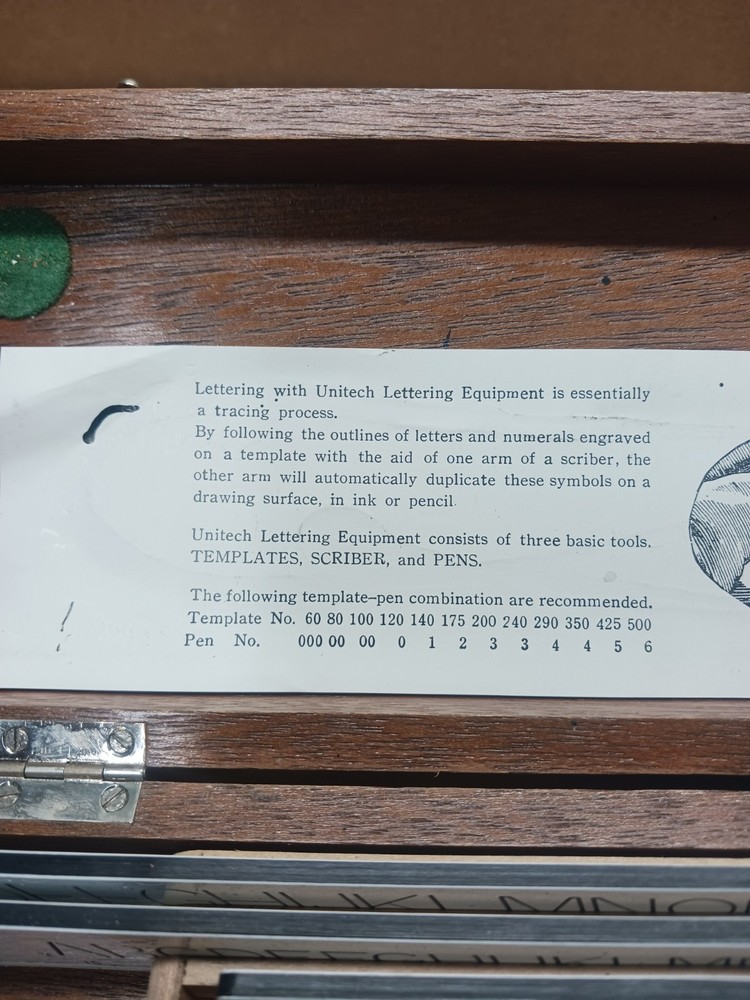 Lettering with Unitech Lettering Equipment is essentially
a tracing process.
By following the outlines of letters and numerals engraved
on a template with the aid of one arm of a scriber, the
other arm will automatically duplicate these symbols on a
drawing surface, in ink or pencil.
Unitech Lettering Equipment consists of three basic tools.
TEMPLATES, SCRIBER, and PENS.
The following template-pen combination are recommended.
Template No. 60 80 100 120 140 175 200 240 290 350 425 500
Pen No. 000 00 00 0 1 2 3 3 4 4 5 6